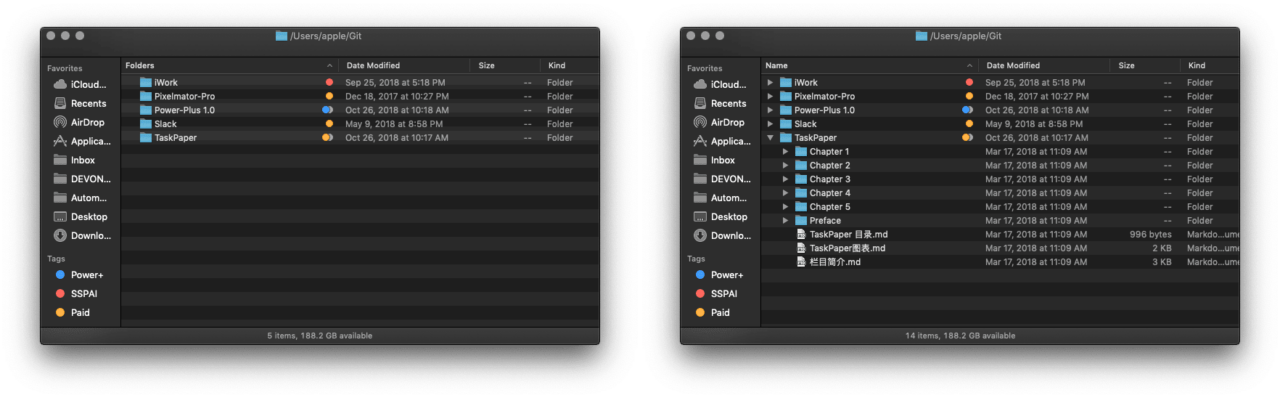 /Users/apple/Git
Favorites
iCloud...
Recents
AirDrop
Applica...
Inbox
DEVON...
Autom...
Desktop
Downlo...
Tags
Power+
SSPAI
Paid
Folders Date Modified Size Kind
iWork Sep 25, 2018 at 5:18 PM -- Folder
Pixelmator-Pro Dec 18, 2017 at 10:27 PM -- Folder
Power-Plus 1.0 Oct 26, 2018 at 10:18 AM -- Folder
Slack May 9, 2018 at 8:58 PM -- Folder
TaskPaper Oct 26, 2018 at 10:17 AM -- Folder
5 items, 188.2 GB available
/Users/apple/Git
Favorites
iCloud...
Recents
AirDrop
Applica...
Inbox
DEVON...
Autom...
Desktop
Downlo...
Tags
Power+
SSPAI
Paid
Name Date Modified Size Kind
iWork Sep 25, 2018 at 5:18 PM -- Folder
Pixelmator-Pro Dec 18, 2017 at 10:27 PM -- Folder
Power-Plus 1.0 Oct 26, 2018 at 10:18 AM -- Folder
Slack May 9, 2018 at 8:58 PM -- Folder
TaskPaper Oct 26, 2018 at 10:17 AM -- Folder
Chapter 1 Mar 17, 2018 at 11:09 AM -- Folder
Chapter 2 Mar 17, 2018 at 11:09 AM -- Folder
Chapter 3 Mar 17, 2018 at 11:09 AM -- Folder
Chapter 4 Mar 17, 2018 at 11:09 AM -- Folder
Chapter 5 Mar 17, 2018 at 11:09 AM -- Folder
Preface Mar 17, 2018 at 11:09 AM -- Folder
TaskPaper 目录.md Mar 17, 2018 at 11:09 AM 996 bytes Markdo...ume
TaskPaper图表.md Mar 17, 2018 at 11:09 AM 2 KB Markdo...ume
栏目简介.md Mar 17, 2018 at 11:09 AM 3 KB Markdo...ume
14 items, 188.2 GB available